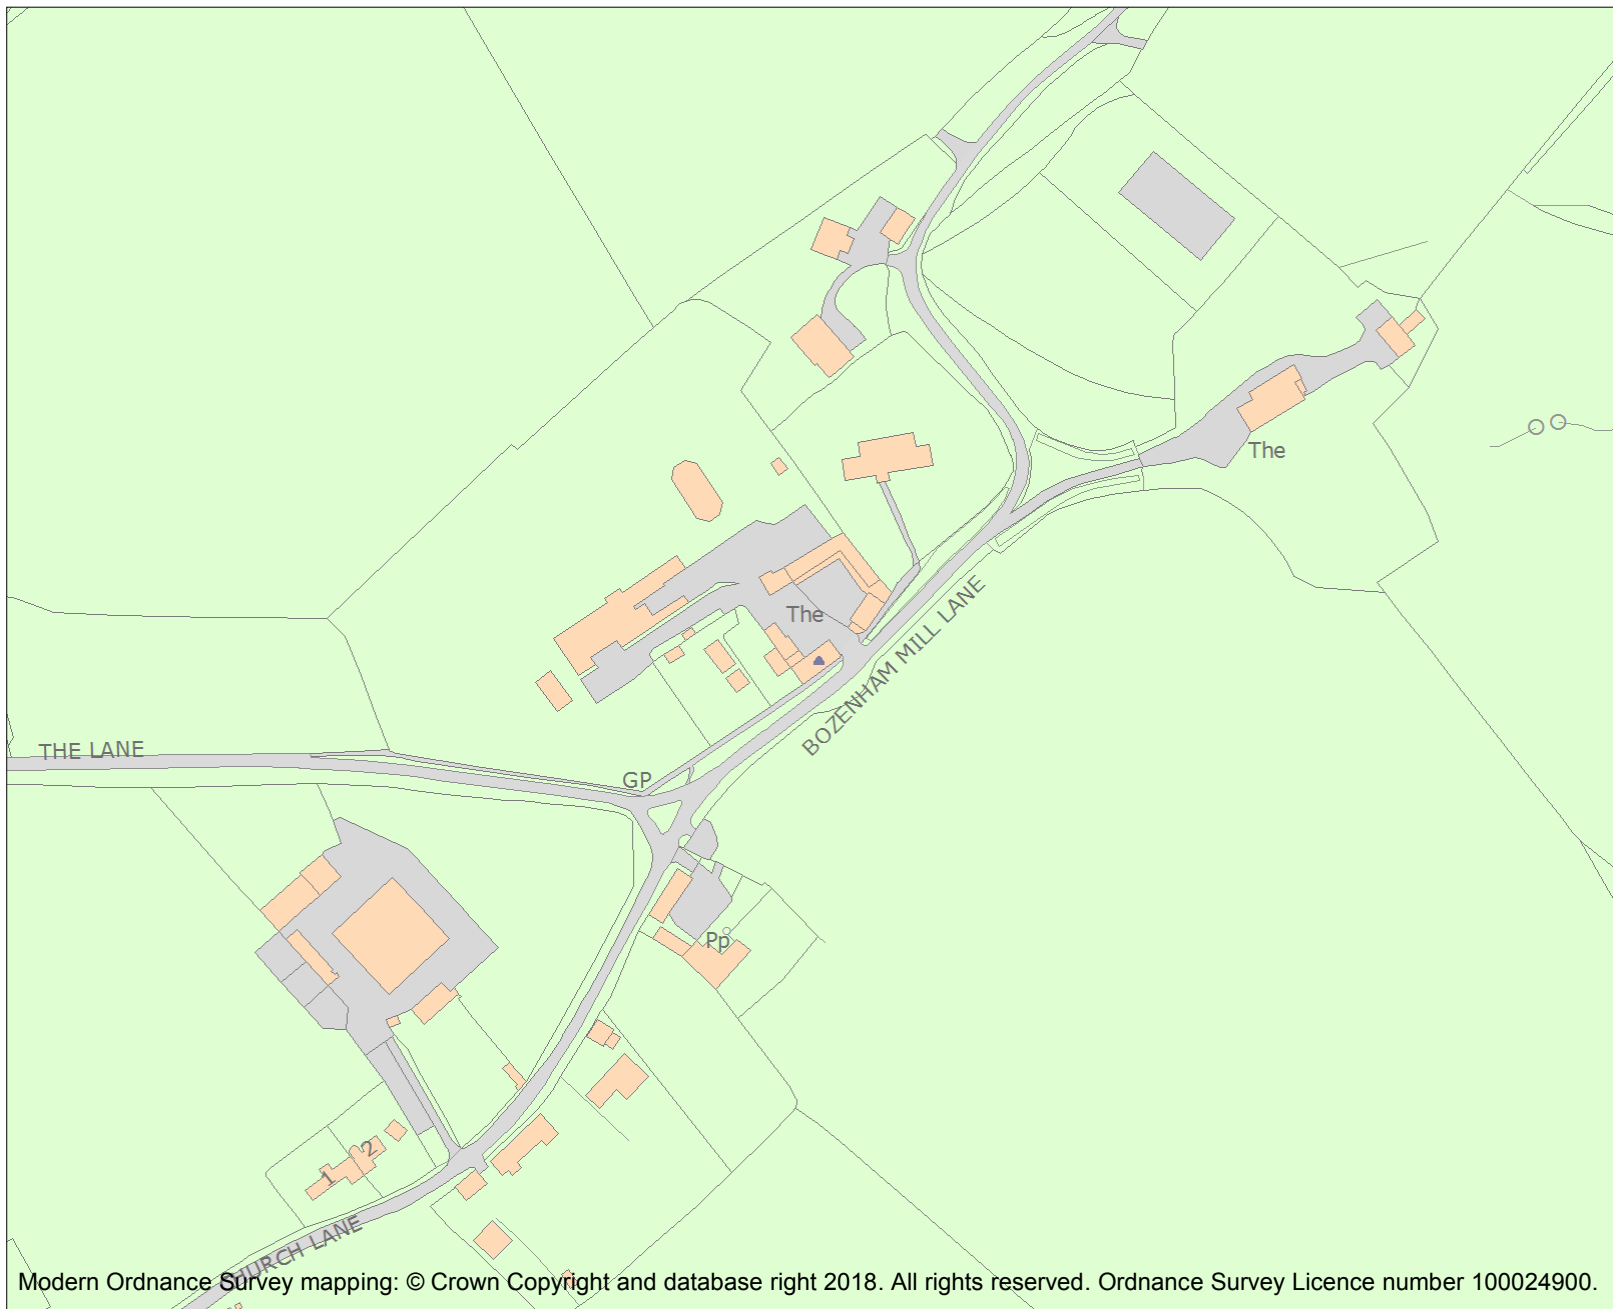 The
The
BOZENHAM MILL LANE
THE LANE
GP
Pp
2
1
CHURCH LANE
Modern Ordnance Survey mapping: © Crown Copyright and database right 2018. All rights reserved. Ordnance Survey Licence number 100024900.